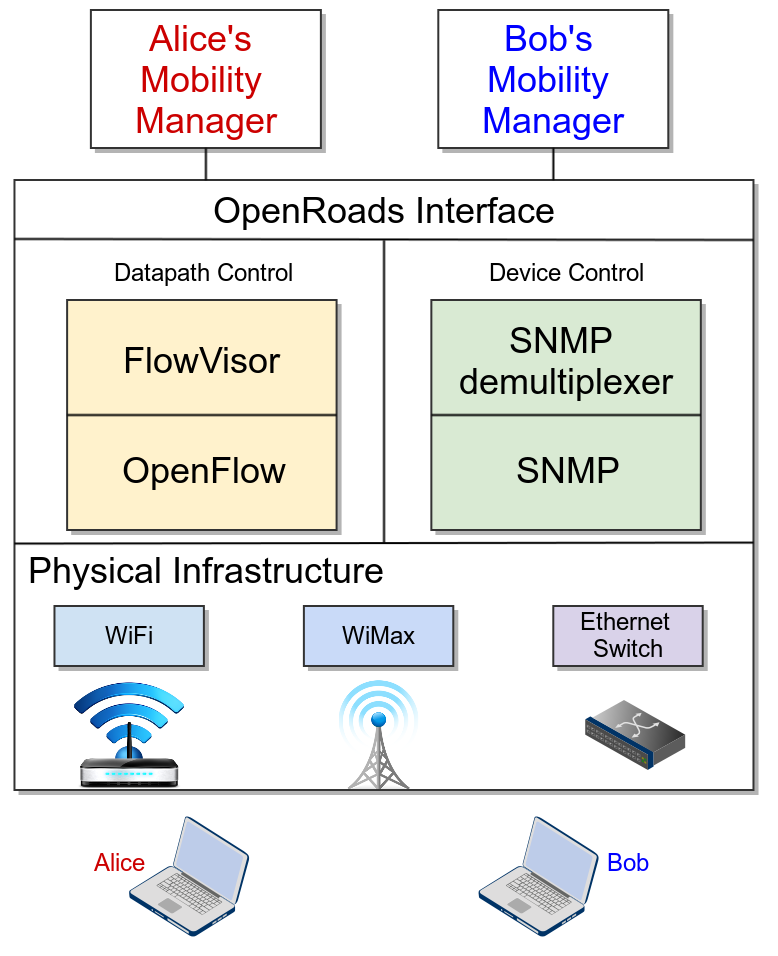 Alice's
Mobility
Manager
Bob's
Mobility
Manager
OpenRoads Interface
Datapath Control
Device Control
FlowVisor
SNMP
demultiplexer
OpenFlow
SNMP
Physical Infrastructure
WiFi
WiMax
Ethernet
Switch
Alice
Bob